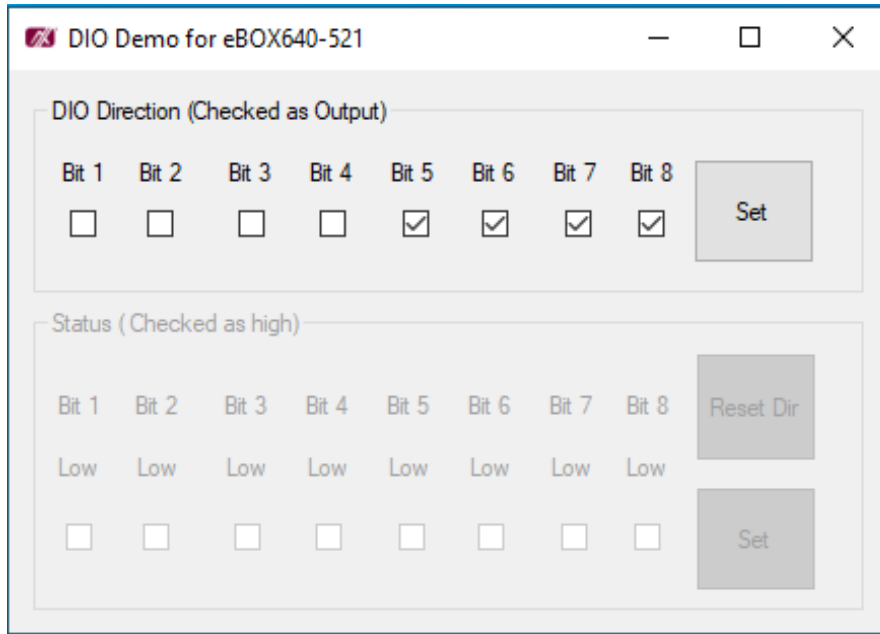 DIO Demo for eBOX640-521
DIO Direction (Checked as Output)
Bit 1 Bit 2 Bit 3 Bit 4 Bit 5 Bit 6 Bit 7 Bit 8
Set
Status ( Checked as high)
Bit 1 Bit 2 Bit 3 Bit 4 Bit 5 Bit 6 Bit 7 Bit 8
Reset Dir
Low Low Low Low Low Low Low Low
Set